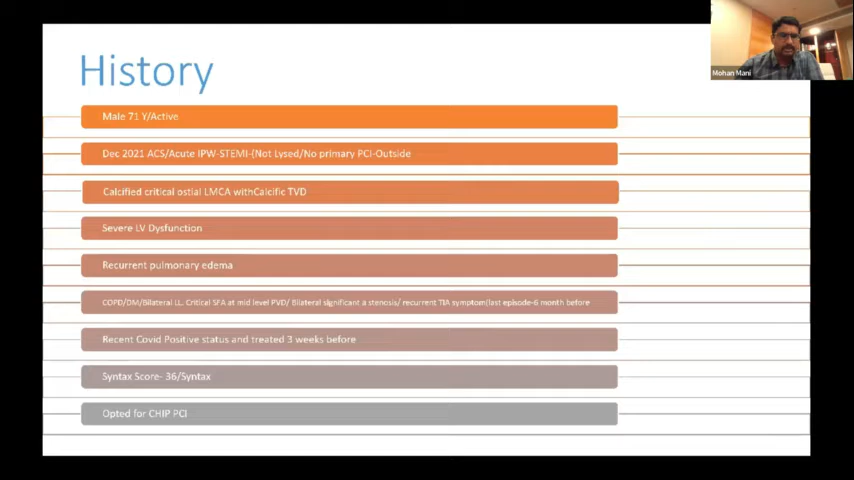 History
Mohan Mani
Male 71 Y/Active
Dec 2021 ACS/Acute IPW-STEMI-(Not Lysed/No primary PCI-Outside
Calcified critical ostial LMCA withCalcific TVD
Severe LV Dysfunction
Recurrent pulmonary edema
COPD/DM/Bilateral LL. Critical SFA at mid level PVD/ Bilateral significant a stenosis/ recurrent TIA symptom(last episode-6 month before
Recent Covid Positive status and treated 3 weeks before
Syntax Score- 36/Syntax
Opted for CHIP PCI